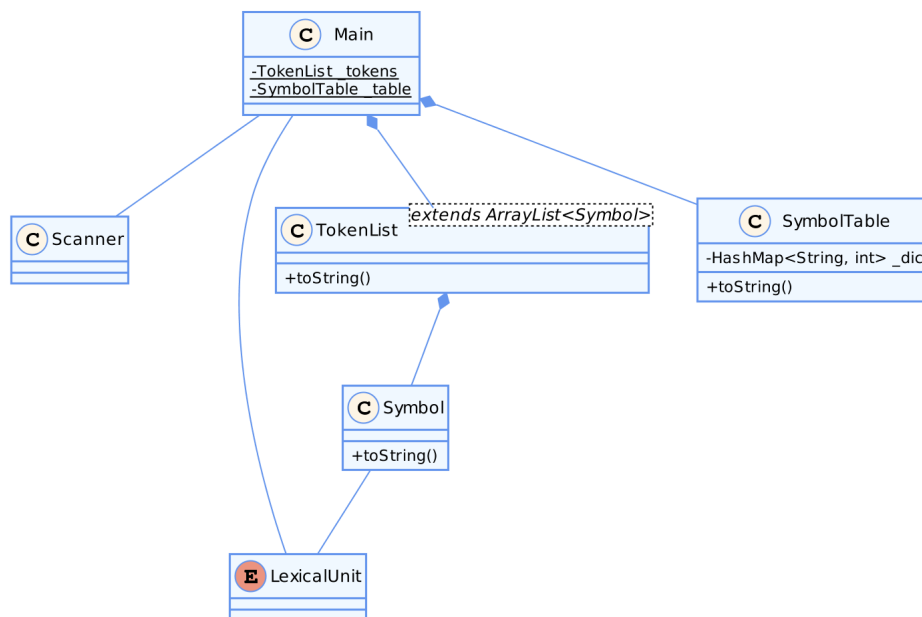 C Main
-TokenList _tokens
-SymbolTable _table
C Scanner
extends ArrayList<Symbol>
C TokenList
+toString()
C SymbolTable
-HashMap<String, int> _dic
+toString()
C Symbol
+toString()
E LexicalUnit